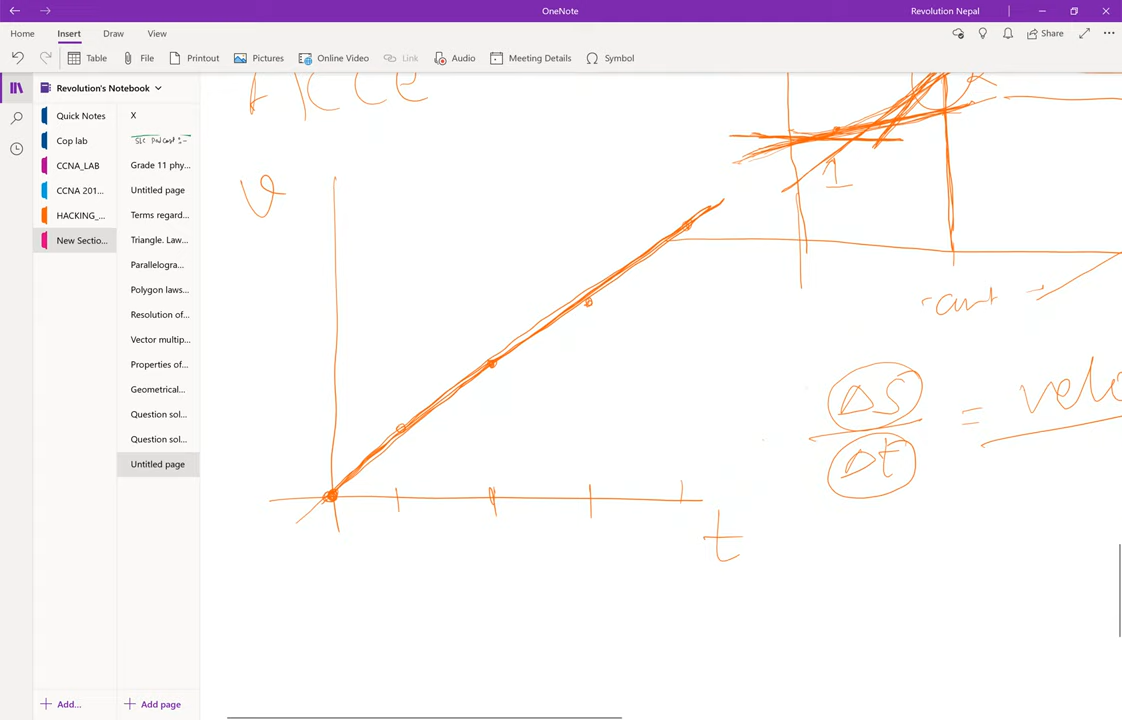 OneNote
Revolution Nepal
Home Insert Draw View
Share
Table File Printout Pictures Online Video Link Audio Meeting Details Symbol
Revolution's Notebook
Quick Notes
Cop lab
CCNA_LAB
CCNA 201...
HACKING_...
New Sectio...
X
Grade 11 phy...
Untitled page
Terms regard...
Triangle. Law...
Parallelogra...
Polygon laws...
Resolution of...
Vector multip...
Properties of...
Geometrical...
Question sol...
Question sol...
Untitled page
Add...
Add page
v
t
1
ΔS
Δt
= velo